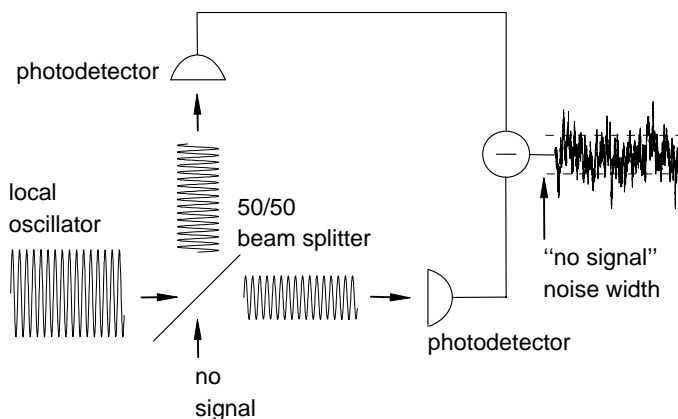 photodetector
local
oscillator
50/50
beam splitter
“no signal”
noise width
photodetector
no
signal